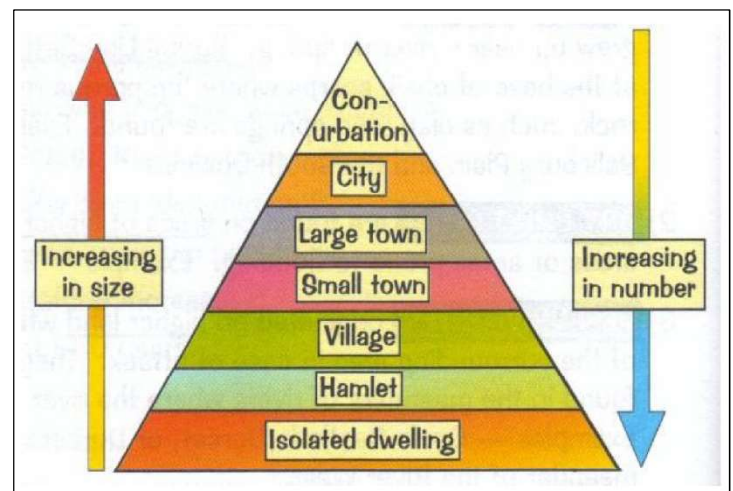 Con-
urbation
City
Large town
Small town
Village
Hamlet
Isolated dwelling
Increasing
in size
Increasing
in number